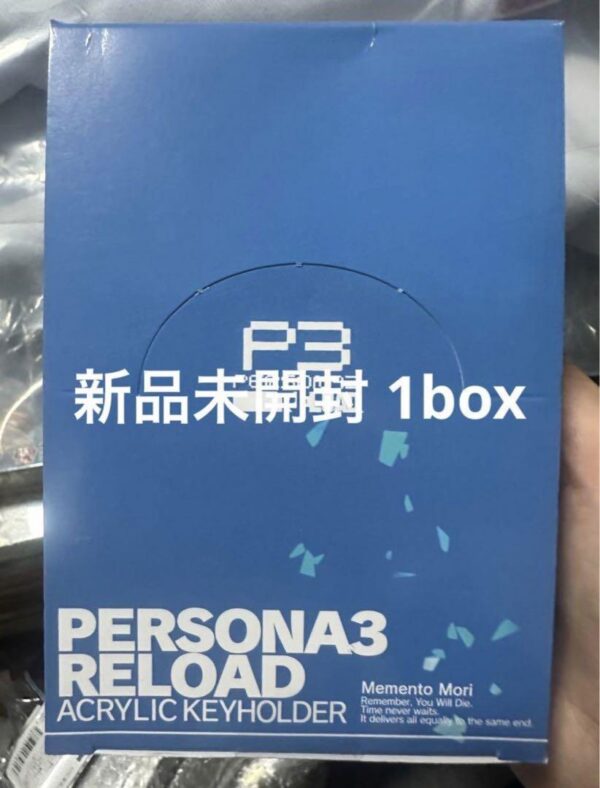 P3
新品未開封 1box
PERSONA3
RELOAD
ACRYLIC KEYHOLDER
Memento Mori
Remember, You Will Die.
Time never waits.
It delivers all equally to the same end.